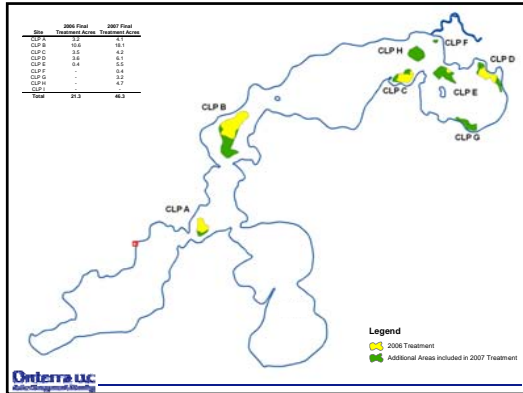 2006 Final 2007 Final
Site Treatment Acres Treatment Acres
CLP A 3.2 4.1
CLP B 10.6 18.1
CLP C 3.5 4.2
CLP D 3.6 6.1
CLP E 0.4 5.5
CLP F - 0.4
CLP G - 3.2
CLP H - 4.7
CLP I - -
Total 21.3 46.3
CLP F
CLP H
CLP D
CLP C
CLP E
CLP B
CLP G
CLP A
Legend
2006 Treatment
Additional Areas included in 2007 Treatment
Onterra LLC